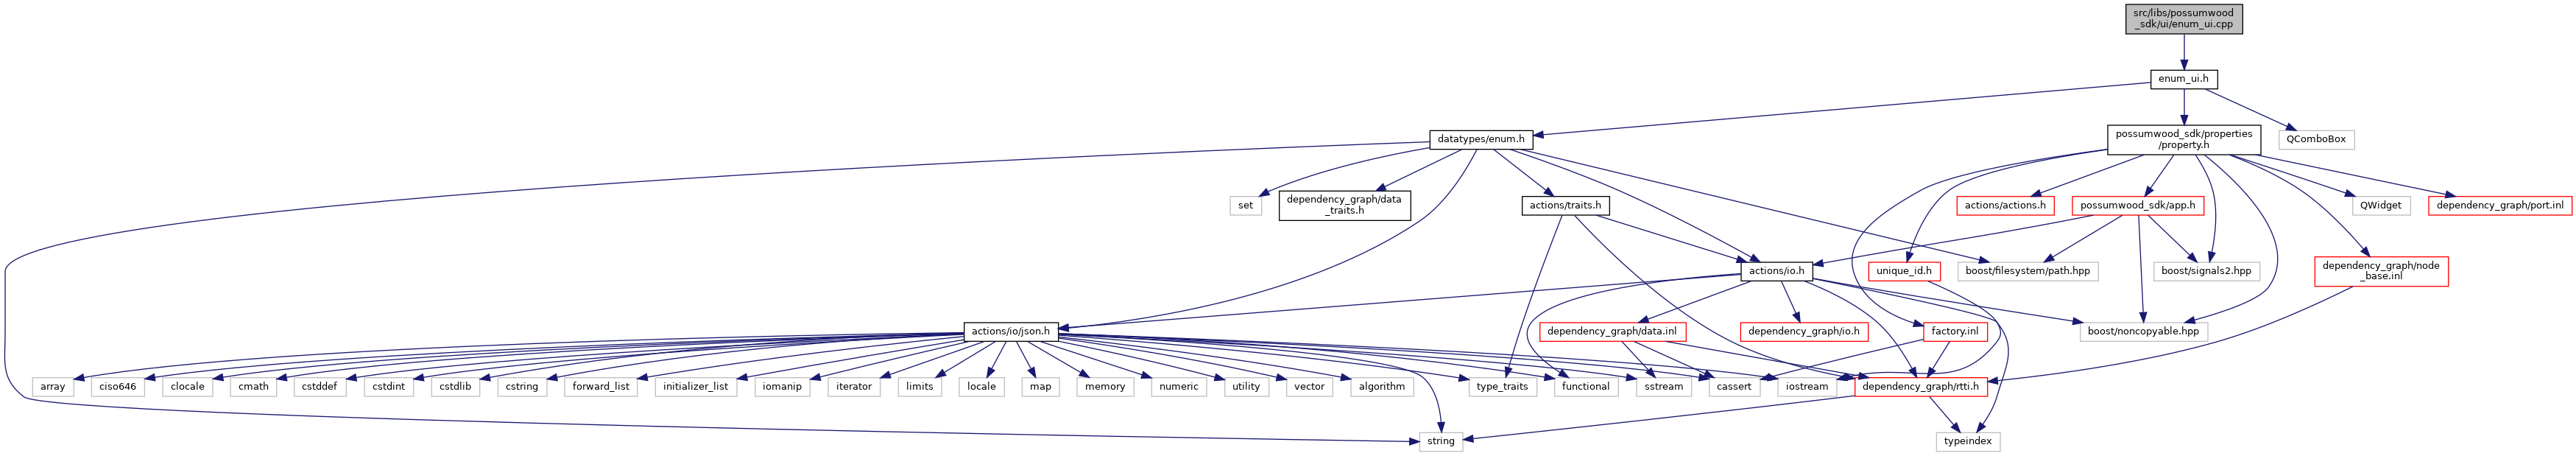 src/libs/possumwood
_sdk/ui/enum_ui.cpp
enum_ui.h
datatypes/enum.h
possumwood_sdk/properties
/property.h
QComboBox
set
dependency_graph/data
_traits.h
actions/traits.h
actions/actions.h
possumwood_sdk/app.h
QWidget
dependency_graph/port.inl
actions/io.h
unique_id.h
boost/filesystem/path.hpp
boost/signals2.hpp
dependency_graph/node
_base.inl
actions/io/json.h
dependency_graph/data.inl
dependency_graph/io.h
factory.inl
boost/noncopyable.hpp
array
ciso646
clocale
cmath
cstddef
cstdint
cstdlib
cstring
forward_list
initializer_list
iomanip
iterator
limits
locale
map
memory
numeric
utility
vector
algorithm
type_traits
functional
sstream
cassert
iostream
dependency_graph/rtti.h
string
typeindex